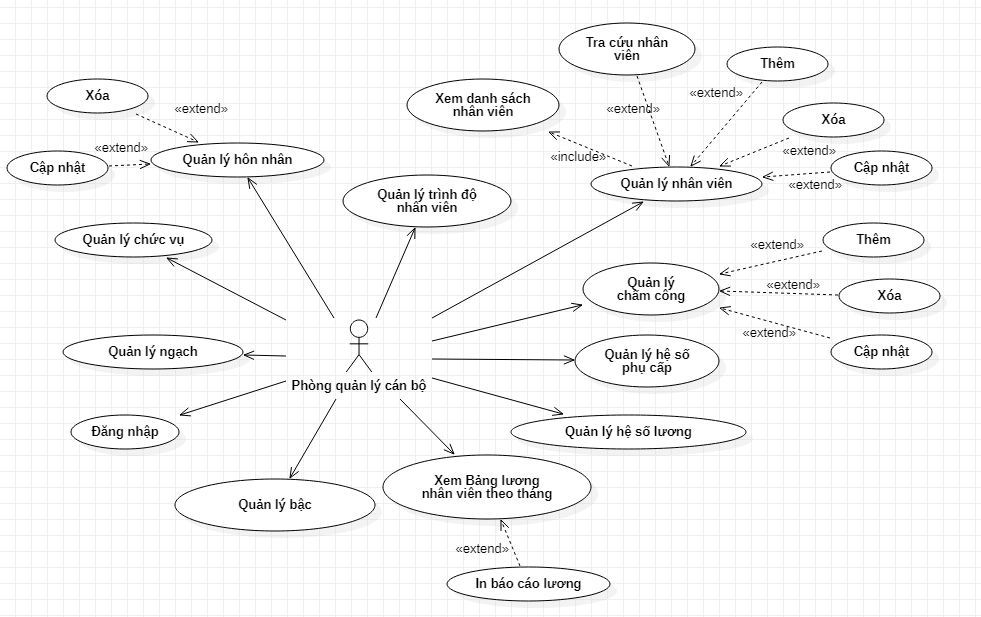 Tra cứu nhân
viên
Thêm
«extend»
«extend»
Xóa
«extend»
Xem danh sách
nhân viên
Xóa
«extend»
«extend»
Cập nhật
Quản lý hôn nhân
«include»
Quản lý nhân viên
«extend»
Cập nhật
Quản lý trình độ
nhân viên
Quản lý chức vụ
«extend»
Thêm
Quản lý
chấm công
«extend»
Xóa
«extend»
Cập nhật
Quản lý ngạch
Quản lý hệ số
phụ cấp
Phòng quản lý cán bộ
Đăng nhập
Quản lý hệ số lương
Quản lý bậc
Xem Bảng lương
nhân viên theo tháng
«extend»
In báo cáo lương